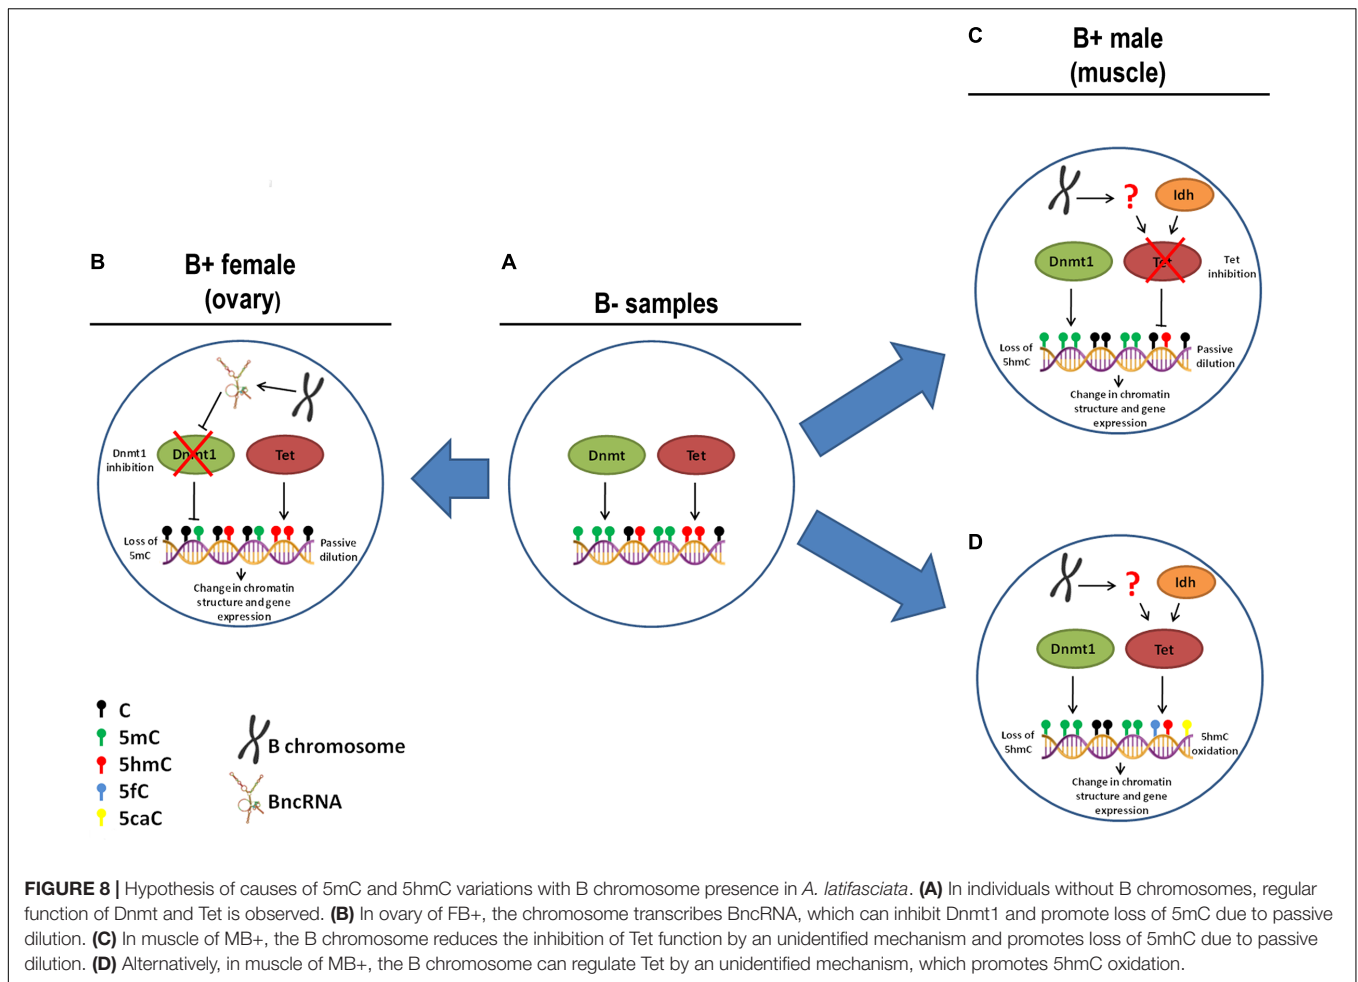 C
B+ male
(muscle)
?
Idh
Dnmt1
Tet
Tet
inhibition
Loss of
5hmC
Passive
dilution
Change in chromatin
structure and gene
expression
B
B+ female
(ovary)
Dnmt1
inhibition
Dnmt1
Tet
Loss of
5mC
Passive
dilution
Change in chromatin
structure and gene
expression
A
B- samples
Dnmt
Tet
D
?
Idh
Dnmt1
Tet
Loss of
5hmC
5hmC
oxidation
Change in chromatin
structure and gene
expression
C
5mC
5hmC
5fC
5caC
B chromosome
BncRNA
FIGURE 8 | Hypothesis of causes of 5mC and 5hmC variations with B chromosome presence in A. latifasciata. (A) In individuals without B chromosomes, regular
function of Dnmt and Tet is observed. (B) In ovary of FB+, the chromosome transcribes BncRNA, which can inhibit Dnmt1 and promote loss of 5mC due to passive
dilution. (C) In muscle of MB+, the B chromosome reduces the inhibition of Tet function by an unidentified mechanism and promotes loss of 5mhC due to passive
dilution. (D) Alternatively, in muscle of MB+, the B chromosome can regulate Tet by an unidentified mechanism, which promotes 5hmC oxidation.